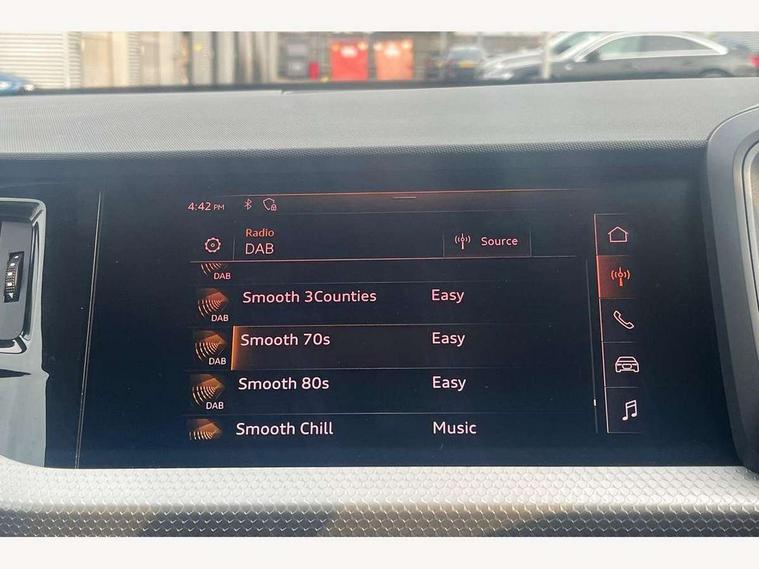 4:42 PM
Radio
DAB
Source
DAB
Smooth 3Counties Easy
DAB
Smooth 70s Easy
DAB
Smooth 80s Easy
DAB
Smooth Chill Music